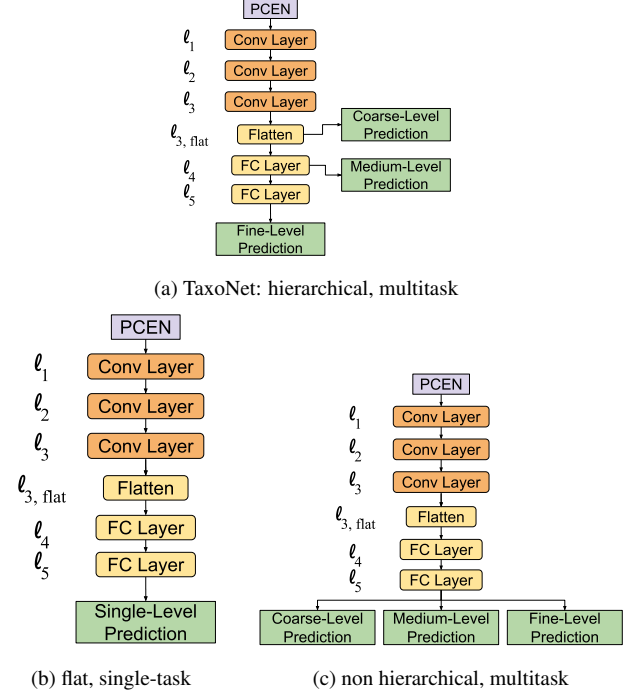 PCEN
ℓ1 Conv Layer
ℓ2 Conv Layer
ℓ3 Conv Layer
Coarse-Level
Prediction
ℓ3, flat Flatten
ℓ4 FC Layer
Medium-Level
Prediction
ℓ5 FC Layer
Fine-Level
Prediction
(a) TaxoNet: hierarchical, multitask
PCEN
ℓ1 Conv Layer
ℓ2 Conv Layer
ℓ3 Conv Layer
ℓ3, flat Flatten
ℓ4 FC Layer
ℓ5 FC Layer
Single-Level
Prediction
(b) flat, single-task
PCEN
ℓ1 Conv Layer
ℓ2 Conv Layer
ℓ3 Conv Layer
ℓ3, flat Flatten
ℓ4 FC Layer
ℓ5 FC Layer
Coarse-Level
Prediction
Medium-Level
Prediction
Fine-Level
Prediction
(c) non hierarchical, multitask